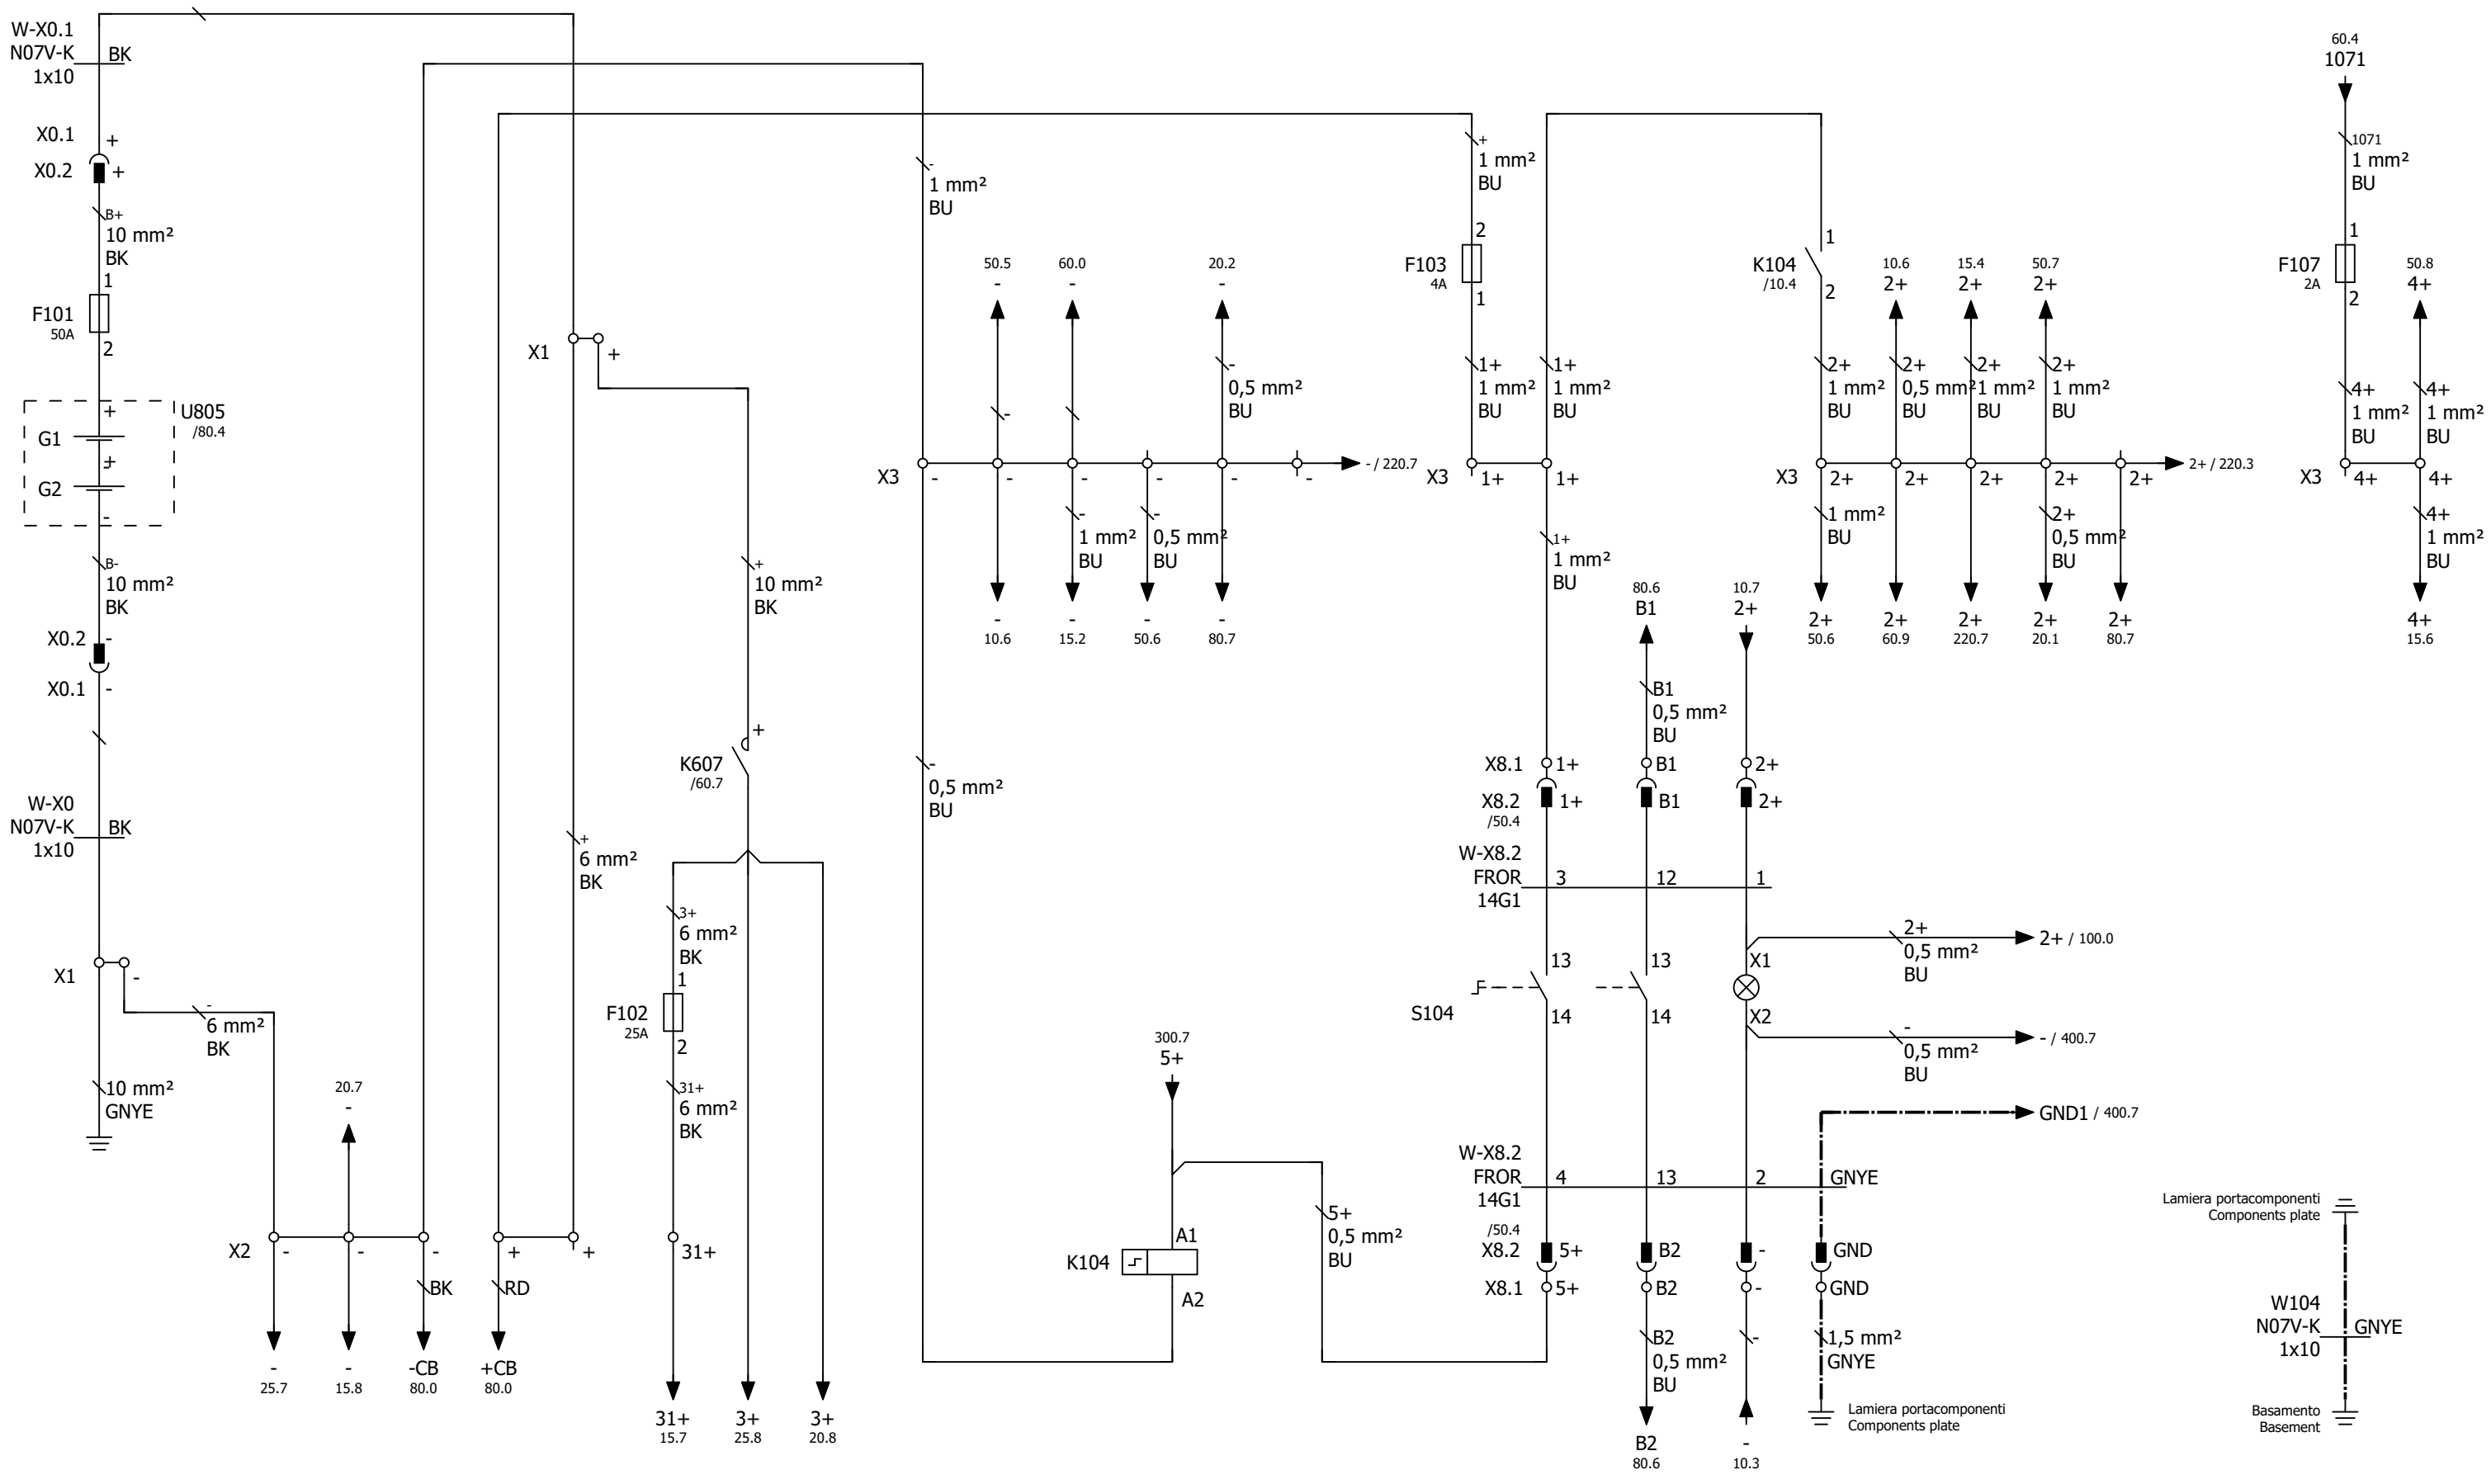 W-X0.1
N07V-K
1x10
BK
X0.1
+
X0.2
+
B+
10 mm²
BK
1
F101
50A
2
+
U805
/80.4
G1
+
-
G2
-
B-
10 mm²
BK
X0.2
-
X0.1
-
W-X0
N07V-K
1x10
BK
X1
-
-
6 mm²
BK
10 mm²
GNYE
20.7
-
X2
-
-
-
+
+
BK
RD
-
25.7
-
15.8
-CB
80.0
+CB
80.0
X1
+
+
10 mm²
BK
+
K607
/60.7
+
6 mm²
BK
3+
6 mm²
BK
1
F102
25A
2
31+
6 mm²
BK
31+
31+
15.7
3+
25.8
3+
20.8
-
1 mm²
BU
50.5
-
60.0
-
20.2
-
-
0,5 mm²
BU
-
X3
-
-
-
-
-
-
- / 220.7
-
1 mm²
BU
-
0,5 mm²
BU
-
10.6
-
15.2
-
50.6
-
80.7
-
0,5 mm²
BU
300.7
5+
A1
K104
A2
5+
0,5 mm²
BU
+
1 mm²
BU
2
F103
4A
1
1+
1 mm²
BU
1+
1 mm²
BU
X3
1+
1+
1+
1 mm²
BU
1
K104
/10.4
2
10.6
2+
15.4
2+
50.7
2+
2+
1 mm²
BU
2+
0,5 mm²
BU
2+
1 mm²
BU
2+
1 mm²
BU
X3
2+
2+
2+
2+
2+
2+ / 220.3
1 mm²
BU
2+
0,5 mm²
BU
2+
50.6
2+
60.9
2+
220.7
2+
20.1
2+
80.7
60.4
1071
1071
1 mm²
BU
1
F107
2A
2
50.8
4+
4+
1 mm²
BU
4+
1 mm²
BU
X3
4+
4+
4+
1 mm²
BU
4+
15.6
80.6
B1
10.7
2+
B1
0,5 mm²
BU
X8.1
1+
B1
2+
X8.2
/50.4
1+
B1
2+
W-X8.2
FROR
14G1
3
12
1
2+
0,5 mm²
BU
2+ / 100.0
13
13
X1
S104
14
14
X2
-
0,5 mm²
BU
- / 400.7
GND1 / 400.7
W-X8.2
FROR
14G1
4
13
2
GNYE
/50.4
X8.2
5+
B2
-
GND
X8.1
5+
B2
-
GND
B2
0,5 mm²
BU
-
1,5 mm²
GNYE
B2
80.6
-
10.3
Lamiera portacomponenti
Components plate
Lamiera portacomponenti
Components plate
W104
N07V-K
1x10
GNYE
Basamento
Basement